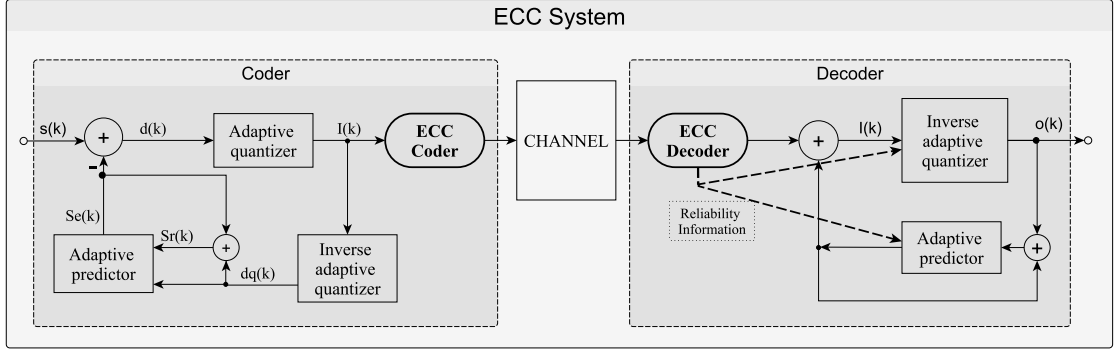 ECC System
Coder
Decoder
s(k)
+
d(k)
Adaptive
quantizer
I(k)
ECC
Coder
CHANNEL
ECC
Decoder
+
I(k)
Inverse
adaptive
quantizer
o(k)
-
Se(k)
Adaptive
predictor
Sr(k)
+
dq(k)
Inverse
adaptive
quantizer
Reliability
Information
Adaptive
predictor
+